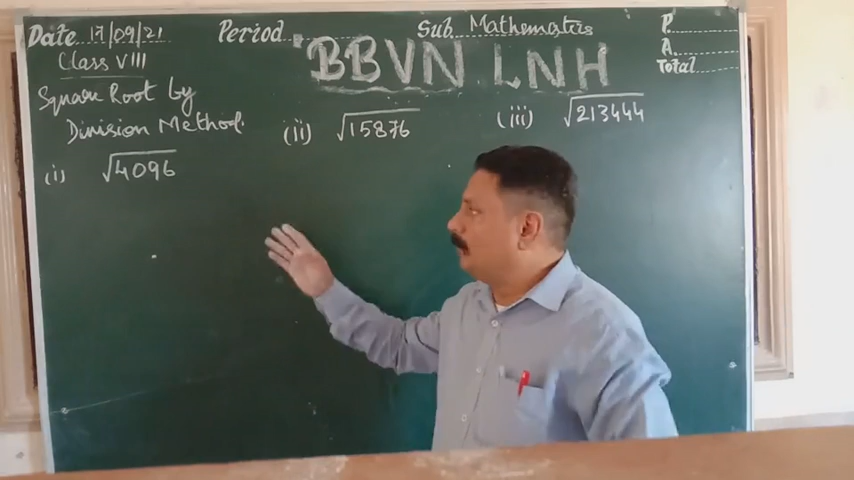 Date 17/09/21 Period Sub. Mathematics P.
A.
Total
Class VIII
BBVN LNH
Square Root by
Division Method.
(i) √4096
(ii) √15876
(iii) √213444